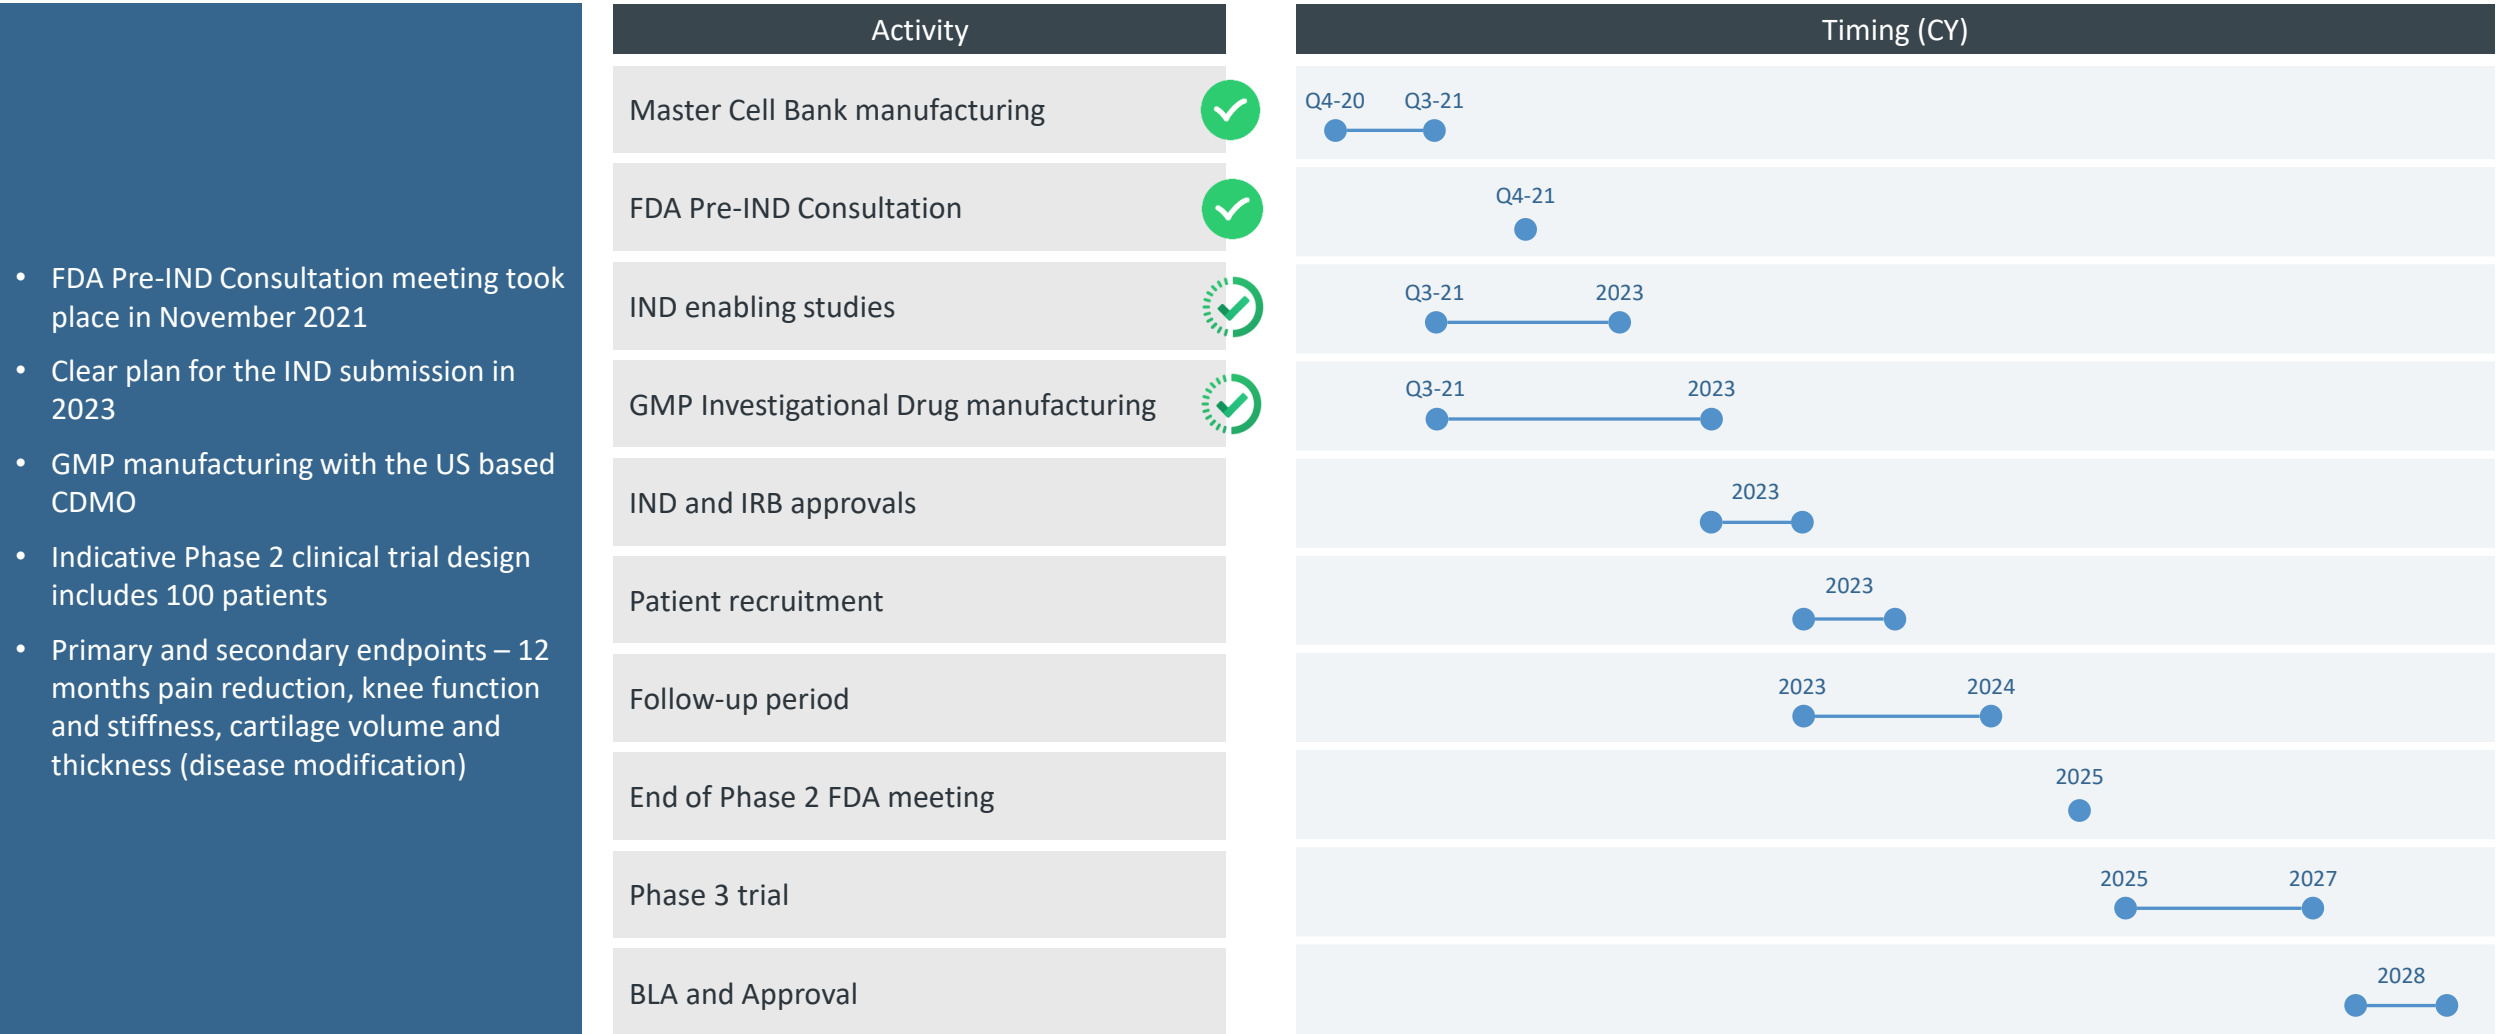 • FDA Pre-IND Consultation meeting took
place in November 2021
• Clear plan for the IND submission in
2023
• GMP manufacturing with the US based
CDMO
• Indicative Phase 2 clinical trial design
includes 100 patients
• Primary and secondary endpoints – 12
months pain reduction, knee function
and stiffness, cartilage volume and
thickness (disease modification)
Activity
Timing (CY)
Master Cell Bank manufacturing
Q4-20 Q3-21
FDA Pre-IND Consultation
Q4-21
IND enabling studies
Q3-21 2023
GMP Investigational Drug manufacturing
Q3-21 2023
IND and IRB approvals
2023
Patient recruitment
2023
Follow-up period
2023 2024
End of Phase 2 FDA meeting
2025
Phase 3 trial
2025 2027
BLA and Approval
2028